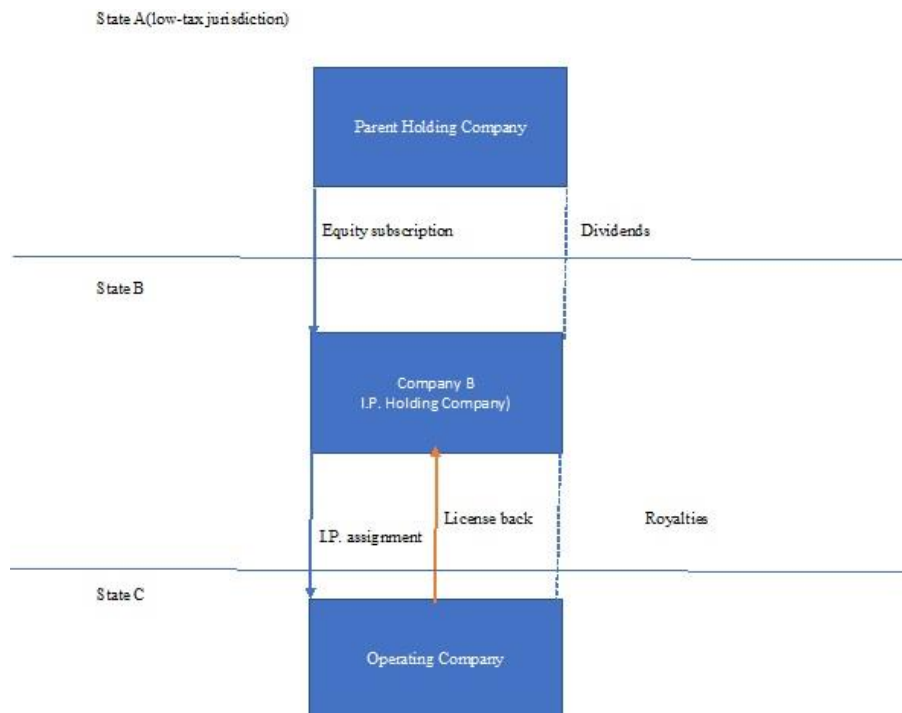 State A(low-tax jurisdiction)
Parent Holding Company
Equity subscription
Dividends
State B
Company B
I.P. Holding Company)
License back
Royalties
I.P. assignment
State C
Operating Company